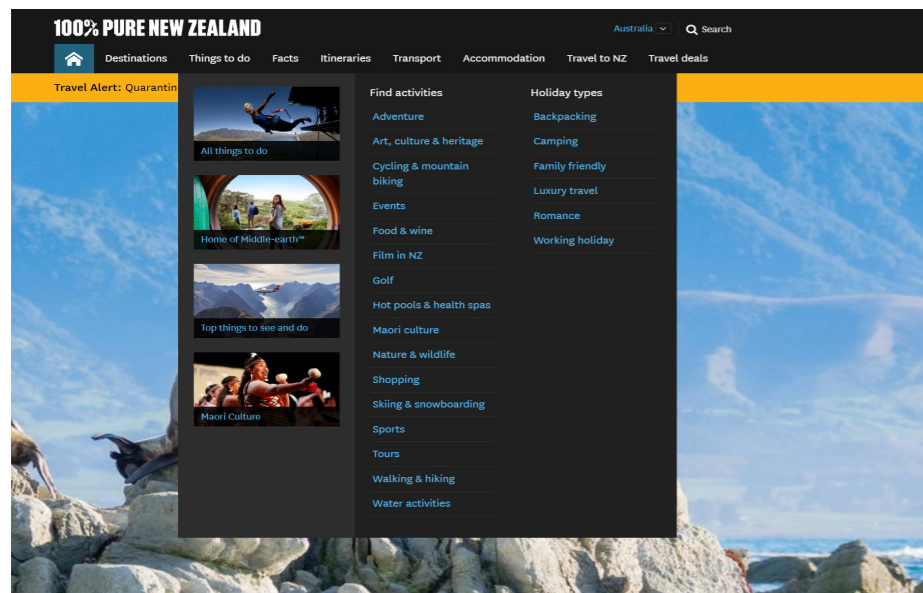 100% PURE NEW ZEALAND
Australia
Search
Destinations Things to do Facts Itineraries Transport Accommodation Travel to NZ Travel deals
Travel Alert:
All things to do
Home of Middle-earth™
Top things to see and do
Maori Culture
Find activities
Adventure
Art, culture & heritage
Cycling & mountain
biking
Events
Food & wine
Film in NZ
Golf
Hot pools & health spas
Maori culture
Nature & wildlife
Shopping
Skiing & snowboarding
Sports
Tours
Walking & hiking
Water activities
Holiday types
Backpacking
Camping
Family friendly
Luxury travel
Romance
Working holiday